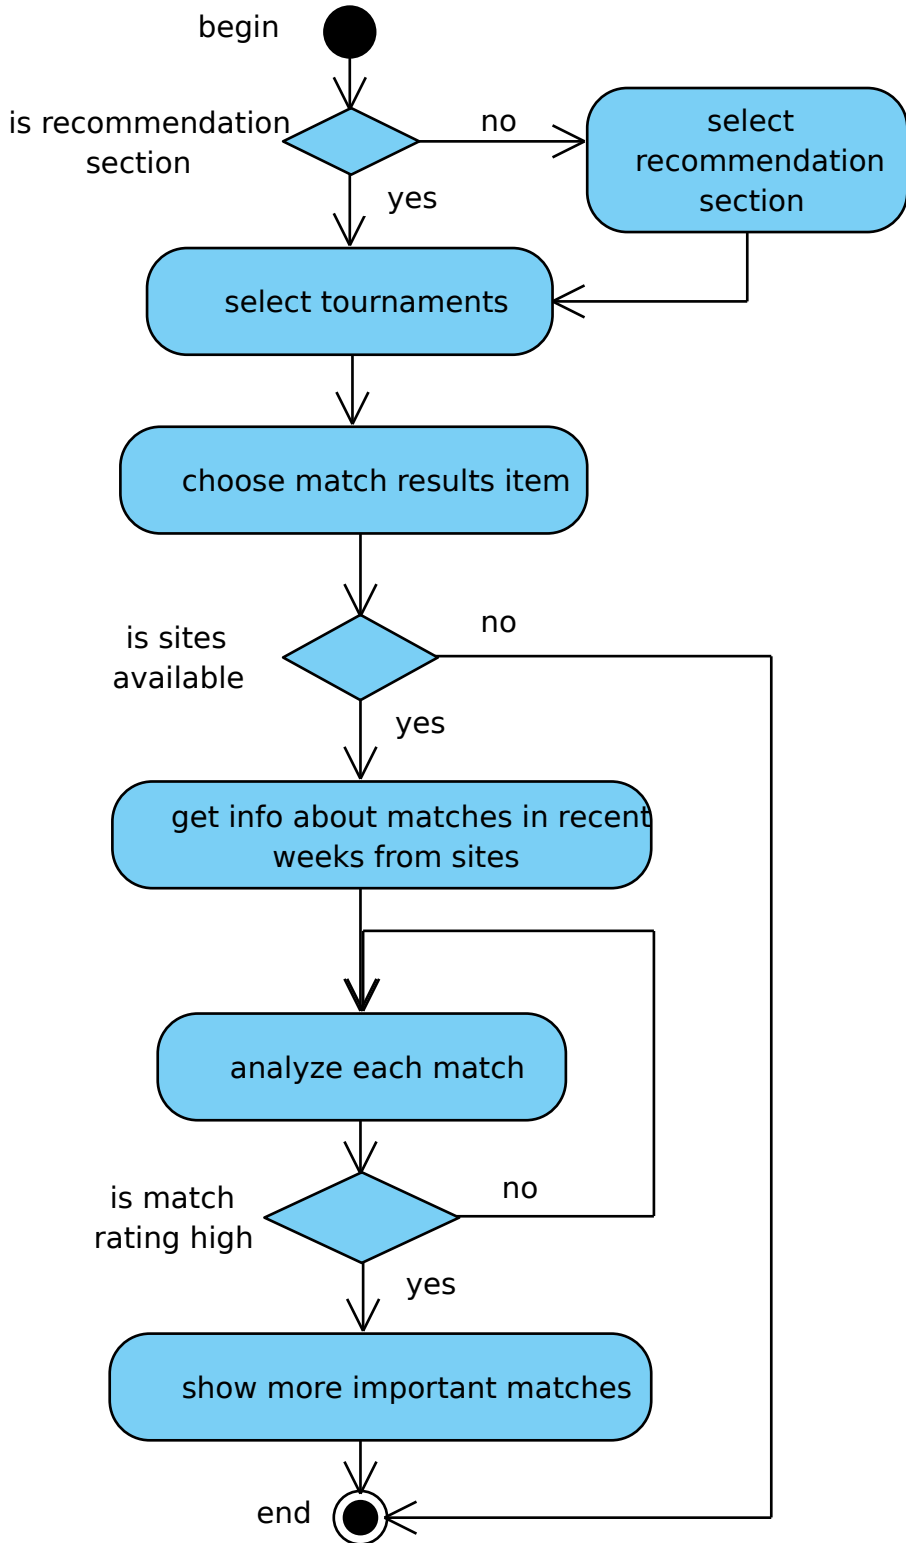 begin
is recommendation
section
no
select
recommendation
section
yes
select tournaments
choose match results item
is sites
available
no
yes
get info about matches in recent
weeks from sites
analyze each match
is match
rating high
no
yes
show more important matches
end